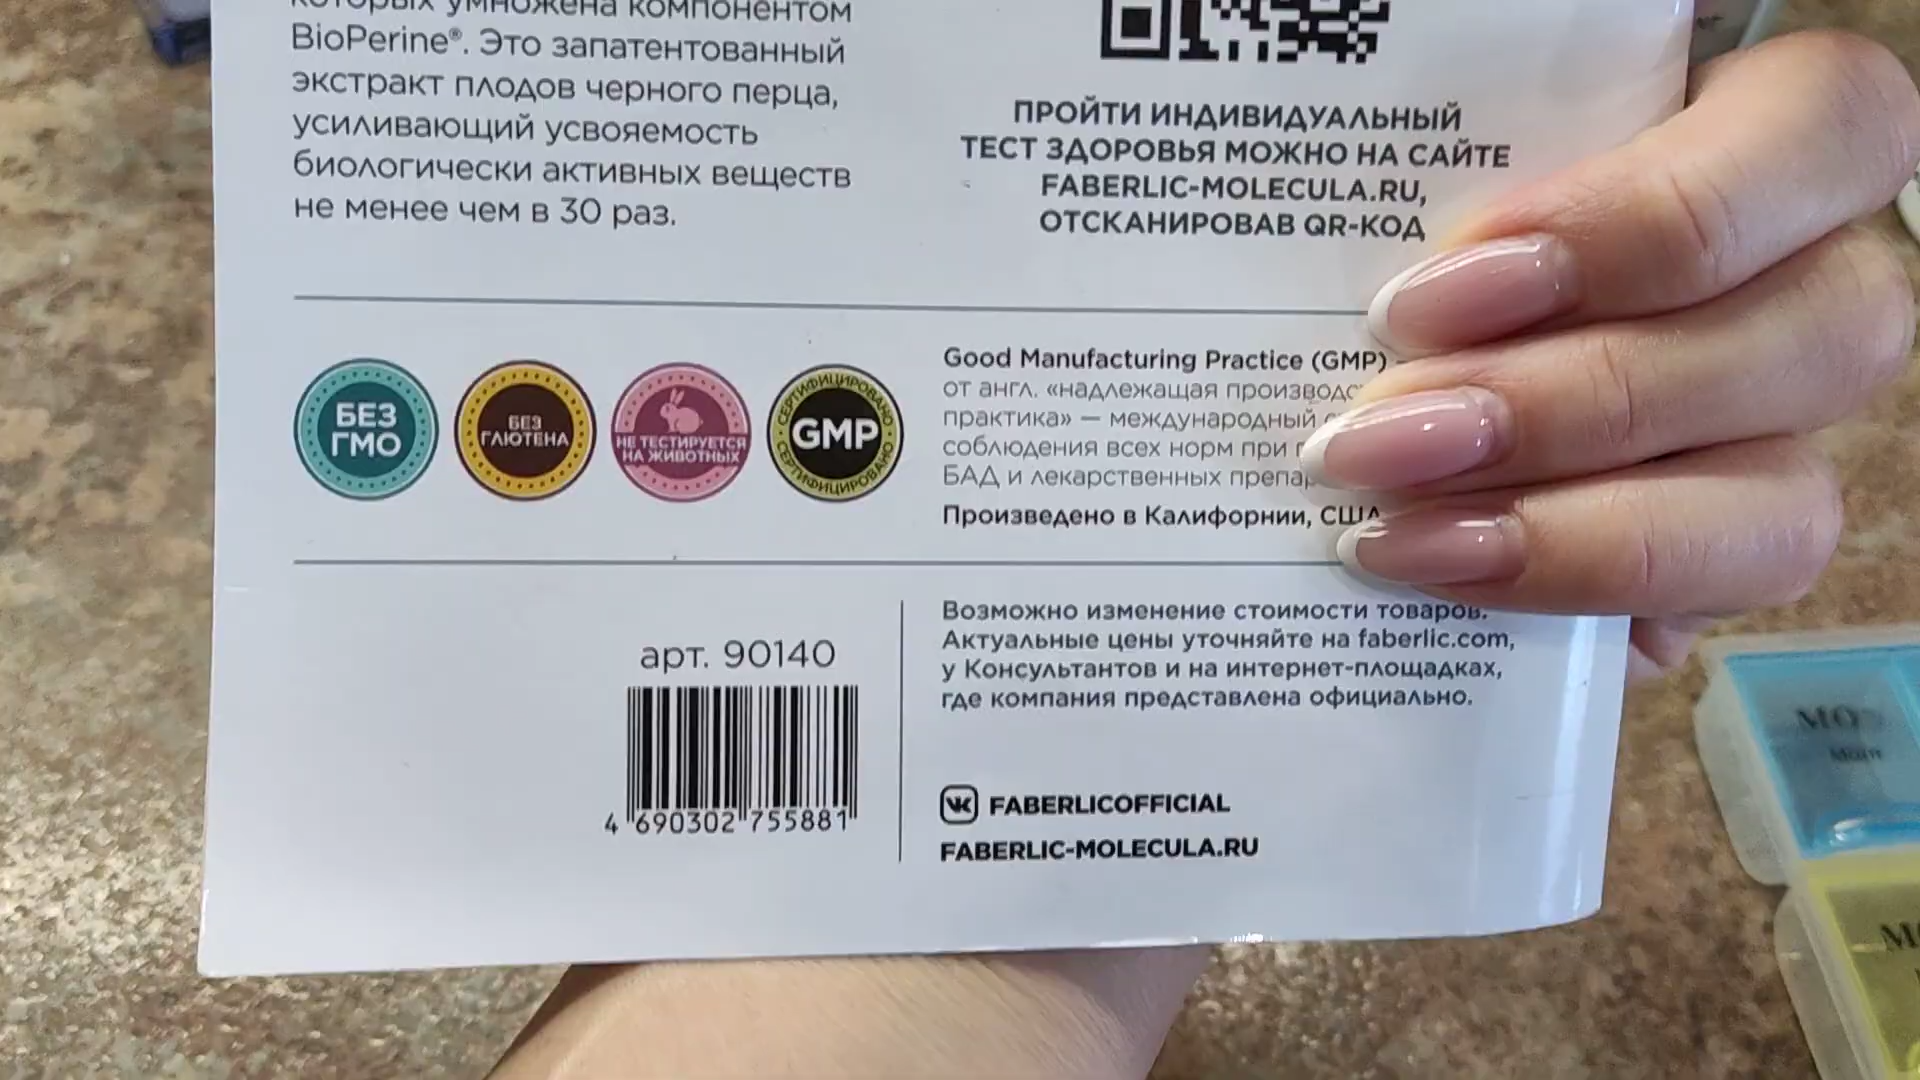 которых умножена компонентом
BioPerine®. Это запатентованный
экстракт плодов черного перца,
усиливающий усвояемость
биологически активных веществ
не менее чем в 30 раз.
ПРОЙТИ ИНДИВИДУАЛЬНЫЙ
ТЕСТ ЗДОРОВЬЯ МОЖНО НА САЙТЕ
FABERLIC-MOLECULA.RU,
ОТСКАНИРОВАВ QR-КОД
БЕЗ
ГМО
БЕЗ
ГЛЮТЕНА
НЕ ТЕСТИРУЕТСЯ
НА ЖИВОТНЫХ
СЕРТИФИЦИРОВАНО
GMP
СЕРТИФИЦИРОВАНО
Good Manufacturing Practice (GMP) –
от англ. «надлежащая
практика» — международный
соблюдения всех норм при
БАД и лекарственных
Произведено в Калифорнии, США
арт. 90140
4 690302 755881
Возможно изменение стоимости товаров.
Актуальные цены уточняйте на faberlic.com,
у Консультантов и на интернет-площадках,
где компания представлена официально.
FABERLICOFFICIAL
FABERLIC-MOLECULA.RU